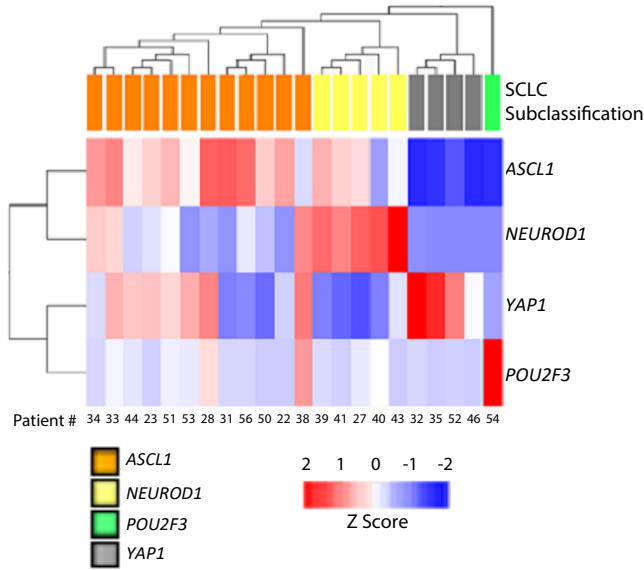 SCLC
Subclassification
ASCL1
NEUROD1
YAP1
POU2F3
Patient # 34 33 44 23 51 53 28 31 56 50 22 38 39 41 27 40 43 32 35 52 46 54
ASCL1
NEUROD1
POU2F3
YAP1
2 1 0 -1 -2
Z Score